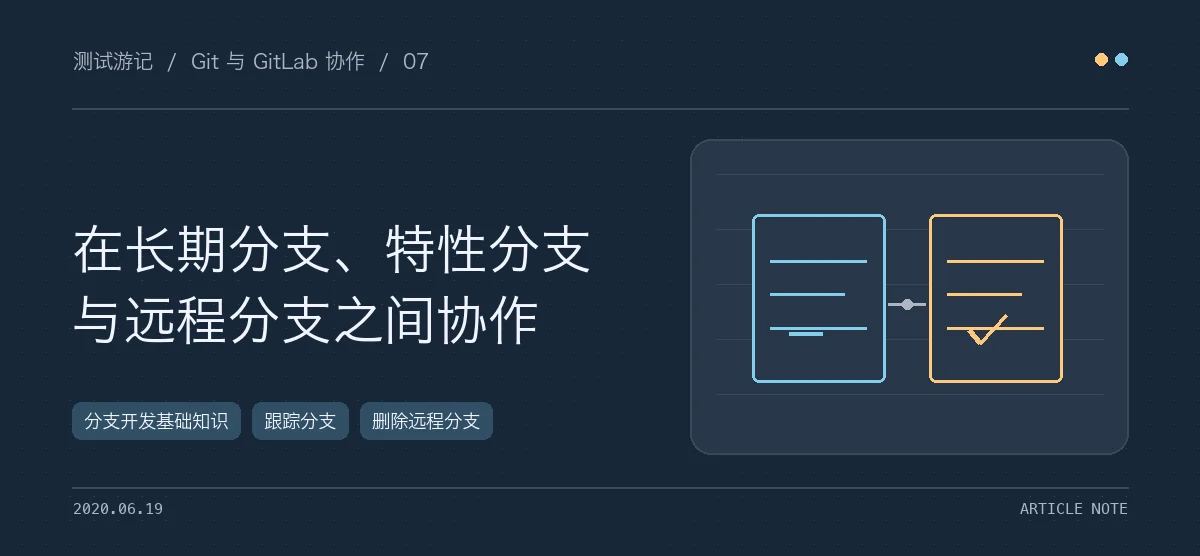 测试游记 / Git 与 GitLab 协作 / 07
在长期分支、特性分支
与远程分支之间协作
分支开发基础知识
跟踪分支
删除远程分支
2020.06.19
ARTICLE NOTE